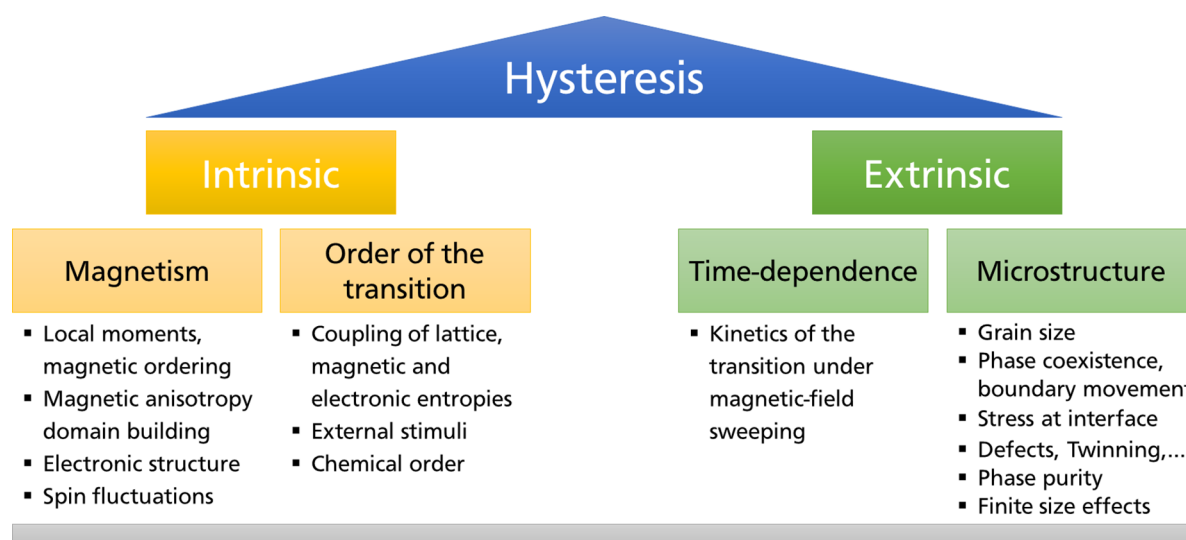 Hysteresis
Intrinsic
Extrinsic
Magnetism
Order of the
transition
Time-dependence
Microstructure
▪ Local moments,
magnetic ordering
▪ Magnetic anisotropy
domain building
▪ Electronic structure
▪ Spin fluctuations
▪ Coupling of lattice,
magnetic and
electronic entropies
▪ External stimuli
▪ Chemical order
▪ Kinetics of the
transition under
magnetic-field
sweeping
▪ Grain size
▪ Phase coexistence,
boundary movement
▪ Stress at interface
▪ Defects, Twinning,...
▪ Phase purity
▪ Finite size effects